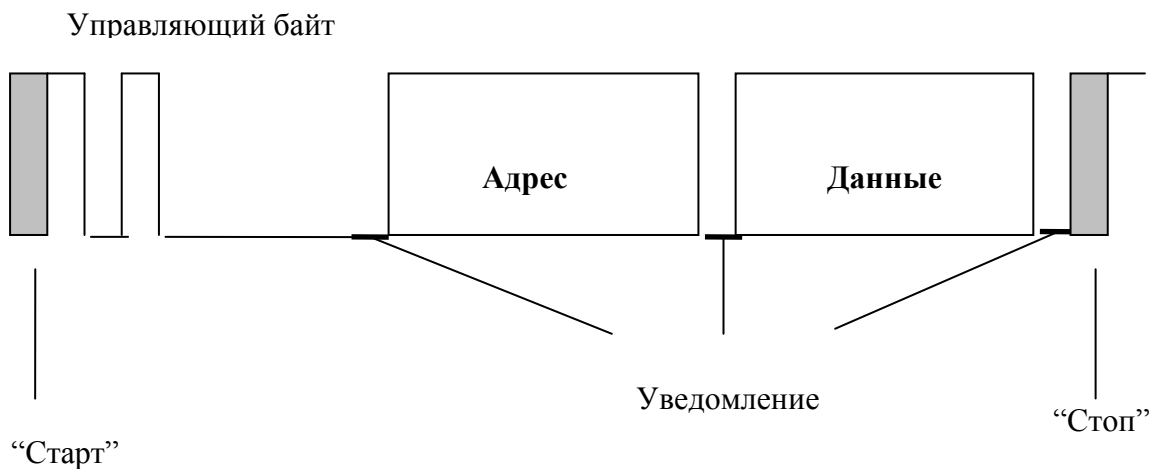 Управляющий байт
Адрес
Данные
Уведомление
“Стоп”
“Старт”